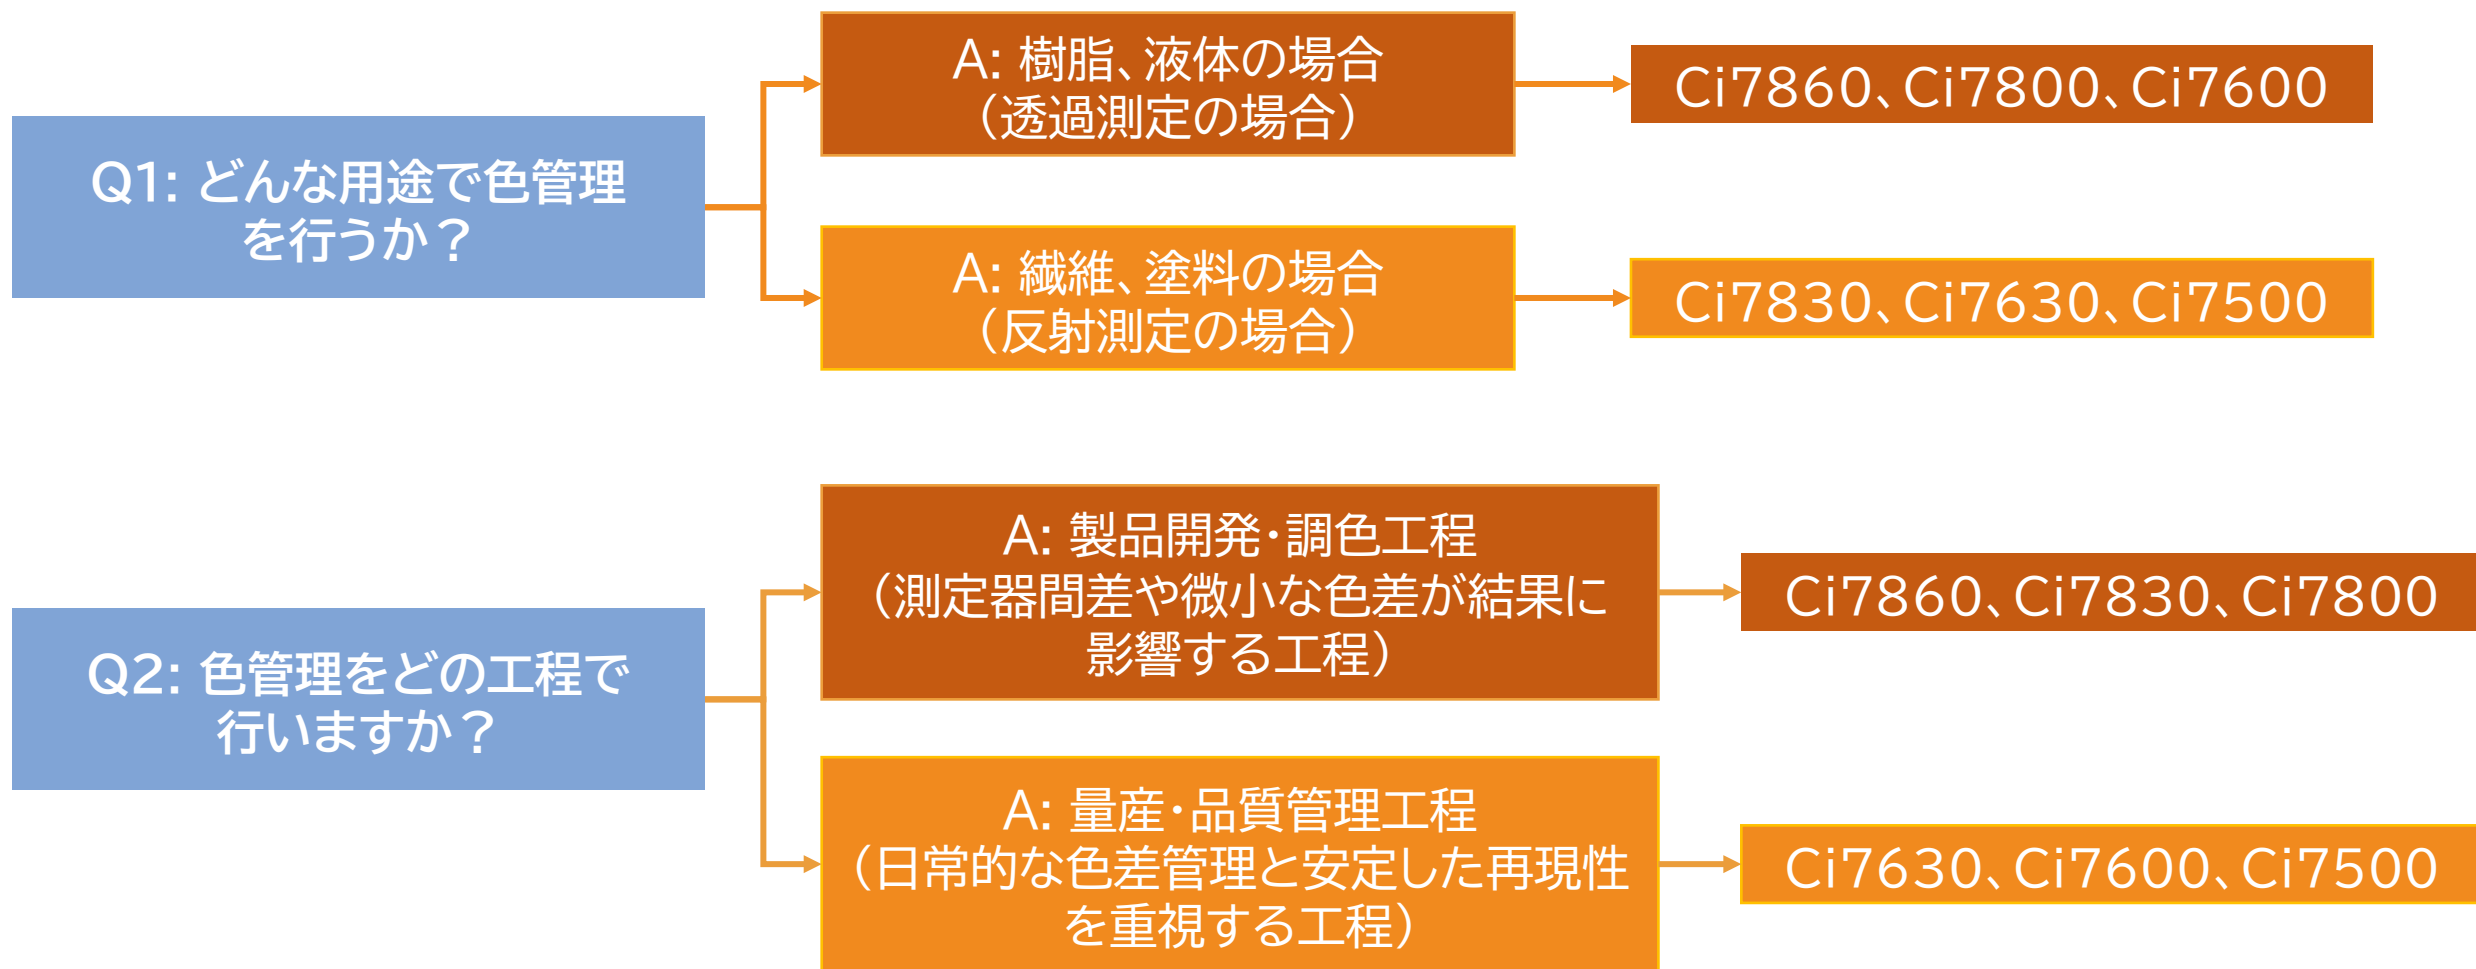 Q1: どんな用途で色管理
を行うか？
A: 樹脂、液体の場合
（透過測定の場合）
Ci7860、Ci7800、Ci7600
A: 繊維、塗料の場合
（反射測定の場合）
Ci7830、Ci7630、Ci7500
Q2: 色管理をどの工程で
行いますか？
A: 製品開発・調色工程
（測定器間差や微小な色差が結果に
影響する工程）
Ci7860、Ci7830、Ci7800
A: 量産・品質管理工程
（日常的な色差管理と安定した再現性
を重視する工程）
Ci7630、Ci7600、Ci7500